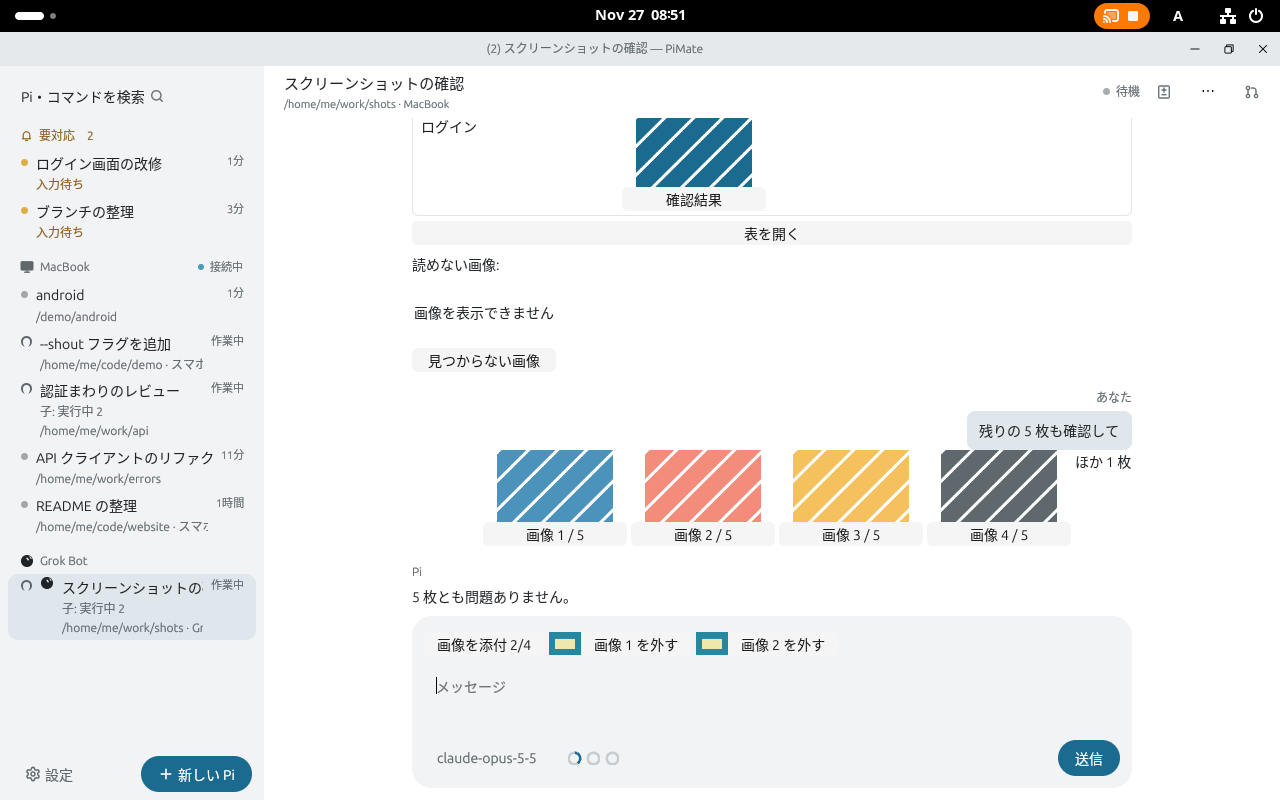 Nov 27 08:51
A
(2) スクリーンショットの確認 — PiMate
Pi・コマンドを検索
要対応 2
ログイン画面の改修 1分
入力待ち
ブランチの整理 3分
入力待ち
MacBook 接続中
android 1分
/demo/android
--shout フラグを追加 作業中
/home/me/code/demo · スマホ
認証まわりのレビュー 作業中
子: 実行中 2
/home/me/work/api
API クライアントのリファク 11分
/home/me/work/errors
README の整理 1時間
/home/me/code/website · スマホ
Grok Bot
スクリーンショットの 作業中
子: 実行中 2
/home/me/work/shots · Gr
設定
新しい Pi
スクリーンショットの確認
/home/me/work/shots · MacBook
待機
ログイン
確認結果
表を開く
読めない画像:
画像を表示できません
見つからない画像
あなた
残りの 5 枚も確認して
ほか 1 枚
画像 1 / 5
画像 2 / 5
画像 3 / 5
画像 4 / 5
Pi
5 枚とも問題ありません。
画像を添付 2/4
画像 1 を外す
画像 2 を外す
メッセージ
claude-opus-5-5
送信